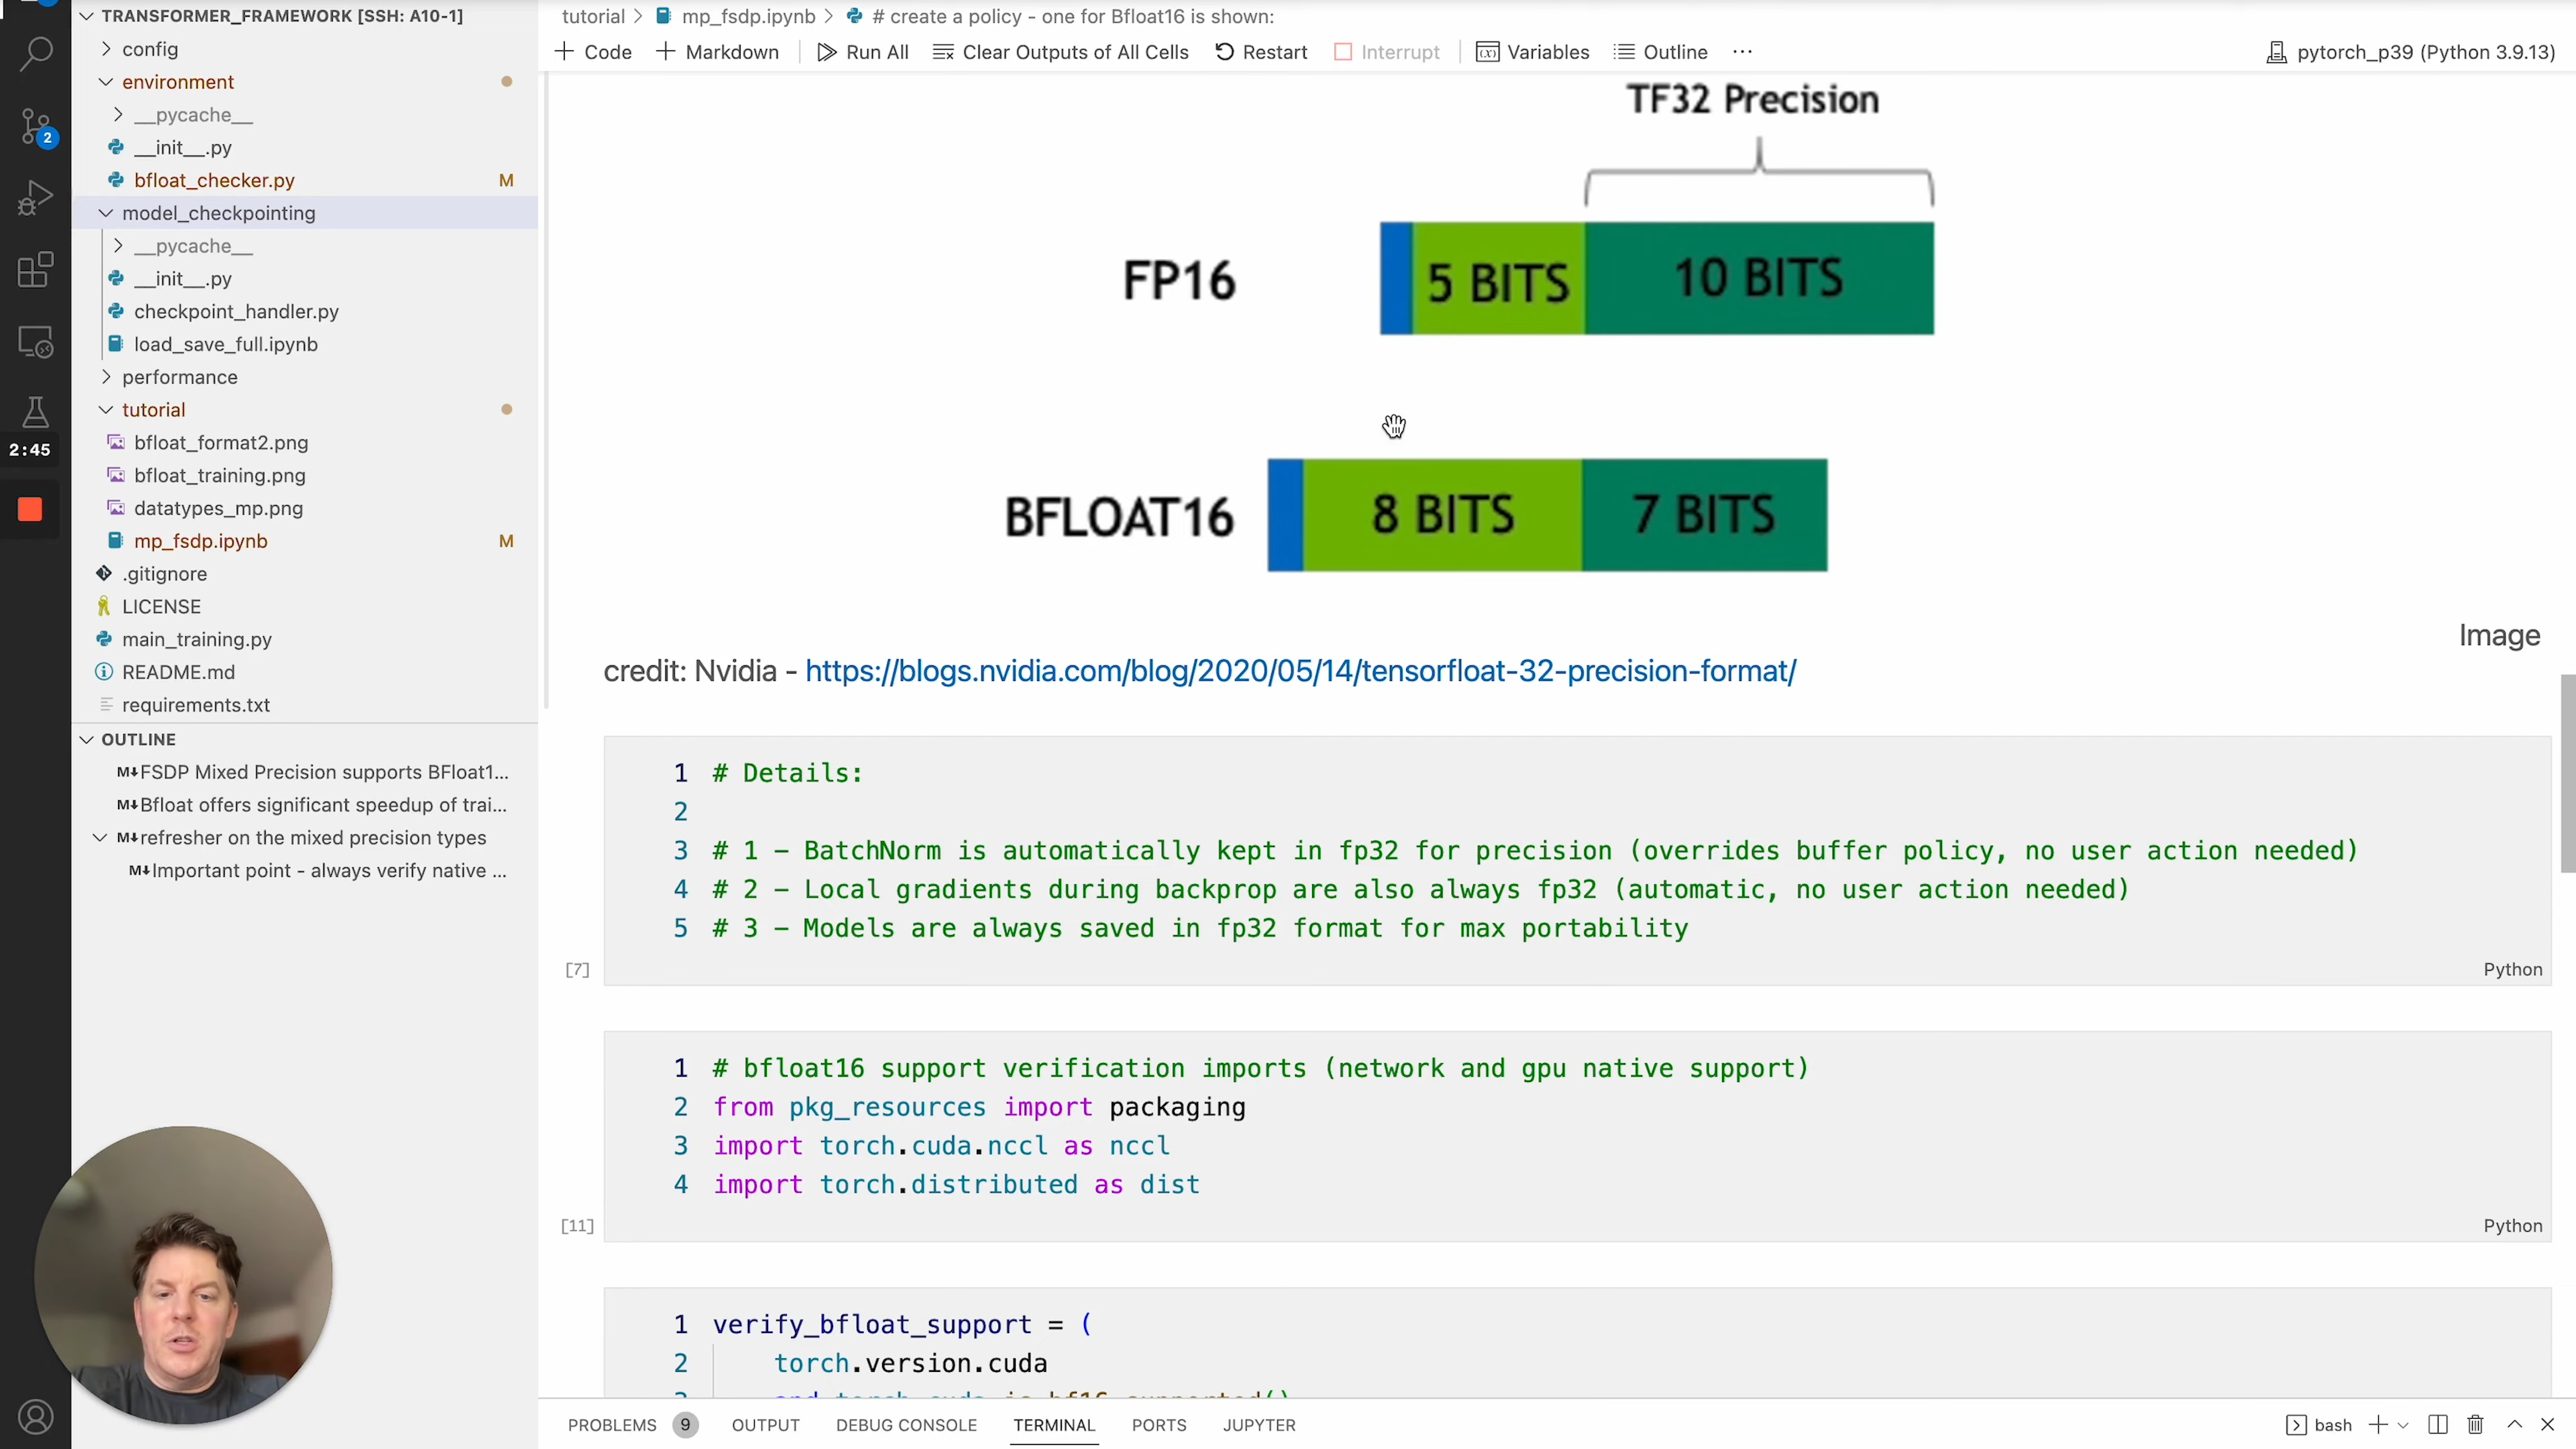 TRANSFORMER_FRAMEWORK [SSH: A10-1]
config
environment
__pycache__
__init__.py
bfloat_checker.py M
model_checkpointing
__pycache__
__init__.py
checkpoint_handler.py
load_save_full.ipynb
performance
tutorial
bfloat_format2.png
bfloat_training.png
datatypes_mp.png
mp_fsdp.ipynb M
.gitignore
LICENSE
main_training.py
README.md
requirements.txt
OUTLINE
M↓FSDP Mixed Precision supports BFloat1...
M↓Bfloat offers significant speedup of trai...
M↓refresher on the mixed precision types
M↓Important point - always verify native ...
2
2:45
tutorial > mp_fsdp.ipynb > # create a policy - one for Bfloat16 is shown:
+ Code + Markdown Run All Clear Outputs of All Cells Restart Interrupt Variables Outline ...
pytorch_p39 (Python 3.9.13)
TF32 Precision
FP16 5 BITS 10 BITS
BFLOAT16 8 BITS 7 BITS
Image
credit: Nvidia - https://blogs.nvidia.com/blog/2020/05/14/tensorfloat-32-precision-format/
1 # Details:
2
3 # 1 – BatchNorm is automatically kept in fp32 for precision (overrides buffer policy, no user action needed)
4 # 2 – Local gradients during backprop are also always fp32 (automatic, no user action needed)
5 # 3 – Models are always saved in fp32 format for max portability
[7] Python
1 # bfloat16 support verification imports (network and gpu native support)
2 from pkg_resources import packaging
3 import torch.cuda.nccl as nccl
4 import torch.distributed as dist
[11] Python
1 verify_bfloat_support = (
2 torch.version.cuda
3 and torch.cuda.is_bf16_supported()
PROBLEMS 9 OUTPUT DEBUG CONSOLE TERMINAL PORTS JUPYTER
bash